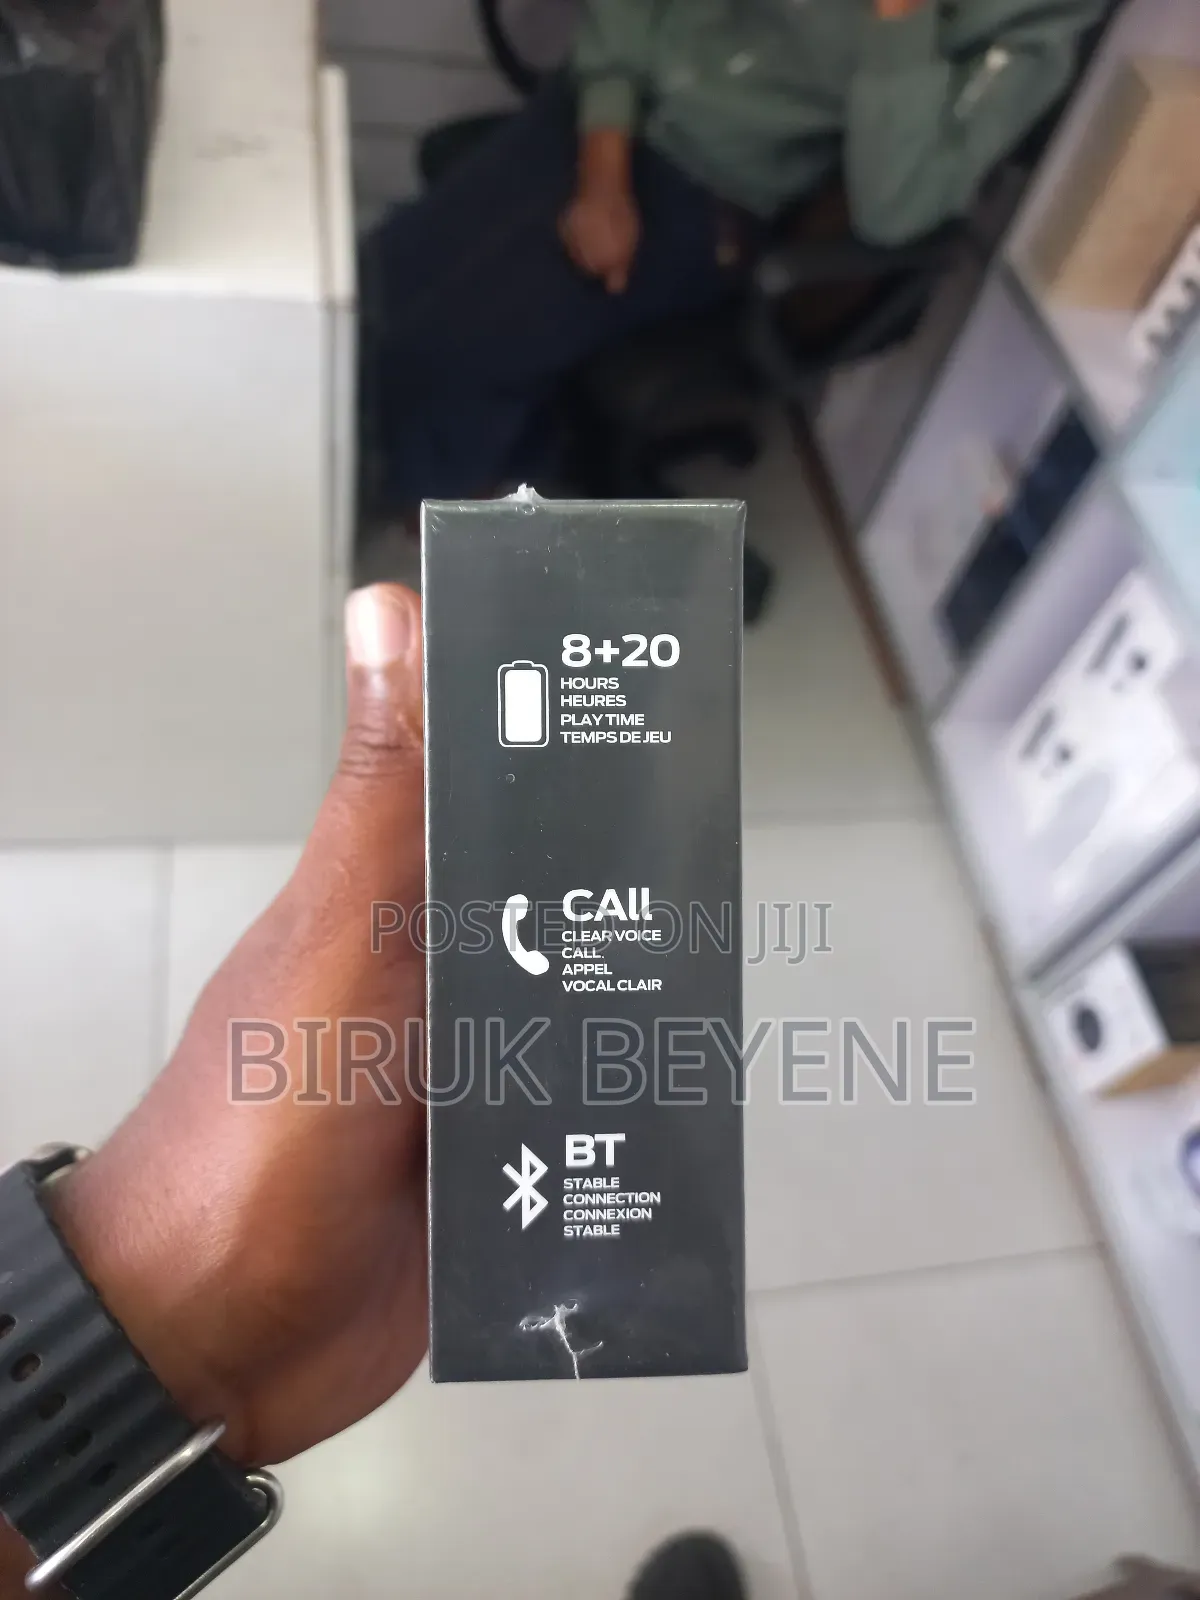 8+20
HOURS
HEURES
PLAY TIME
TEMPS DE JEU
CAll
CLEAR VOICE
CALL.
APPEL
VOCAL CLAIR
POSTED ON JIJI
BIRUK BEYENE
BT
STABLE
CONNECTION
CONNEXION
STABLE